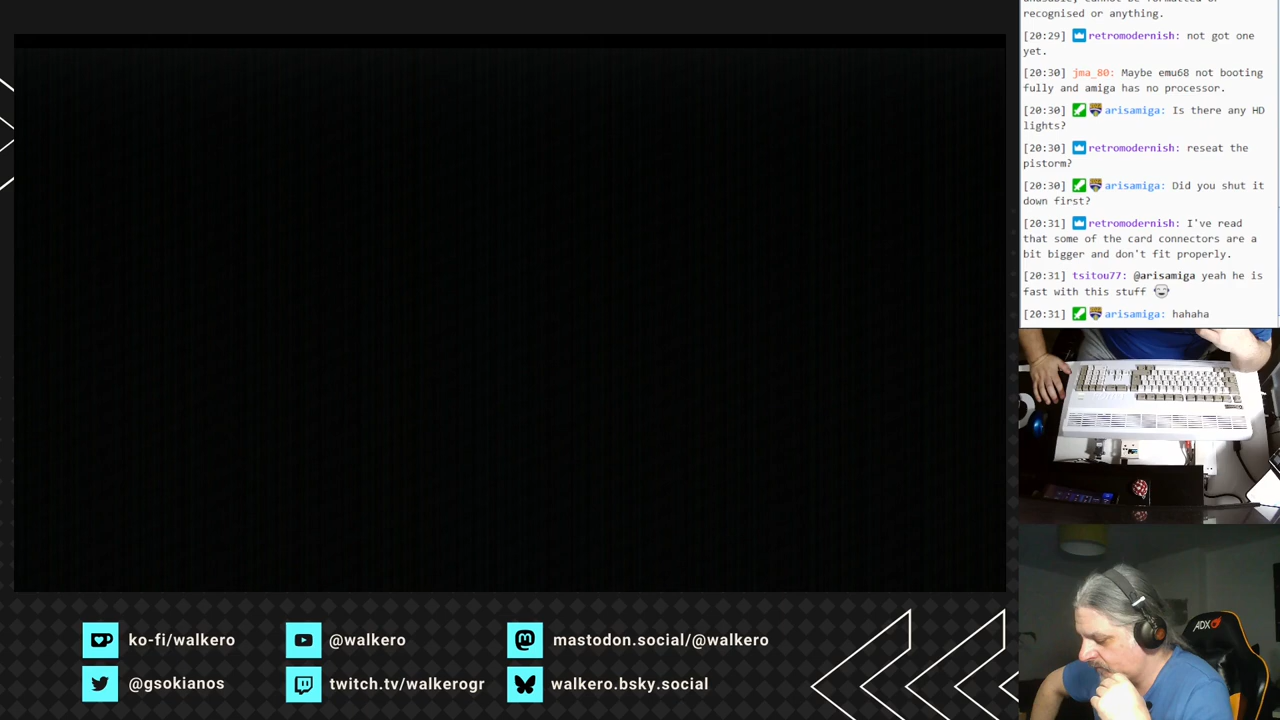 recognised or anything.
[20:29] retromodernish: not got one
yet.
[20:30] jma_80: Maybe emu68 not booting
fully and amiga has no processor.
[20:30] arisamiga: Is there any HD
lights?
[20:30] retromodernish: reseat the
pistorm?
[20:30] arisamiga: Did you shut it
down first?
[20:31] retromodernish: I've read
that some of the card connectors are a
bit bigger and don't fit properly.
[20:31] tsitou77: @arisamiga yeah he is
fast with this stuff
[20:31] arisamiga: hahaha
ADX
ko-fi/walkero
@walkero
mastodon.social/@walkero
@gsokianos
twitch.tv/walkerogr
walkero.bsky.social